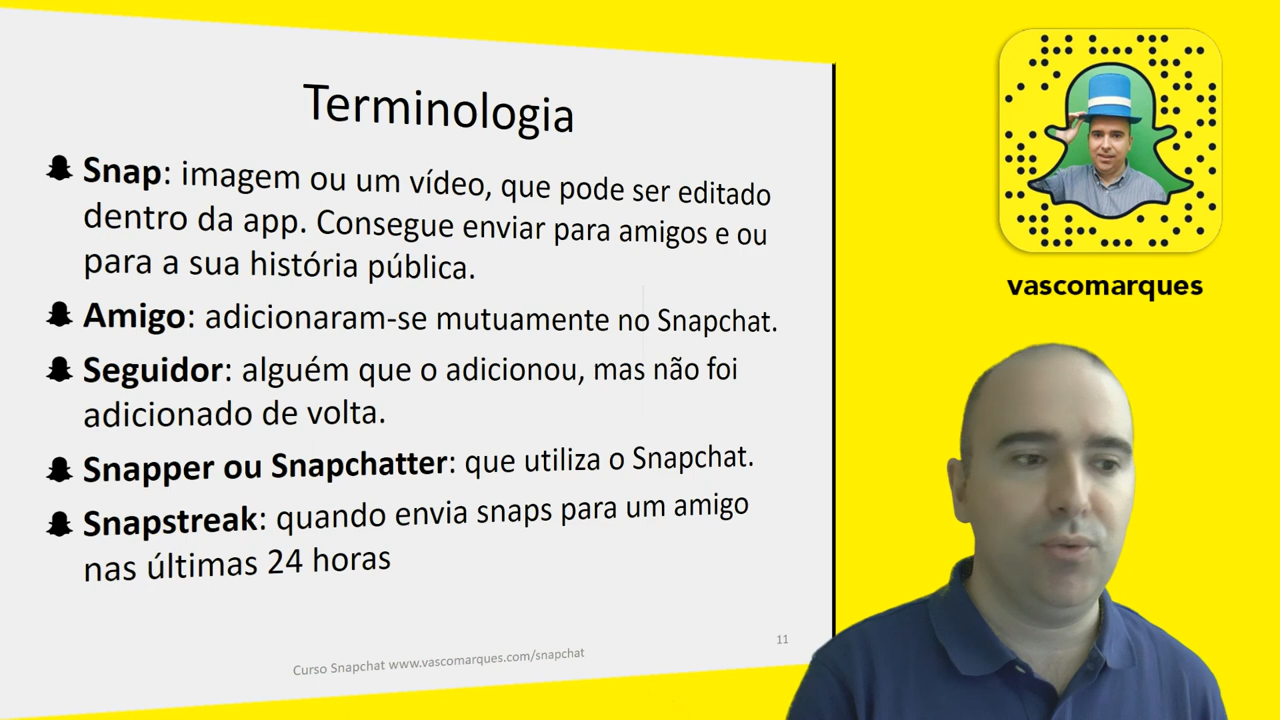 Terminologia
Snap: imagem ou um vídeo, que pode ser editado
dentro da app. Consegue enviar para amigos e ou
para a sua história pública.
Amigo: adicionaram-se mutuamente no Snapchat.
Seguidor: alguém que o adicionou, mas não foi
adicionado de volta.
Snapper ou Snapchatter: que utiliza o Snapchat.
Snapstreak: quando envia snaps para um amigo
nas últimas 24 horas
Curso Snapchat www.vascomarques.com/snapchat
11
vascomarques